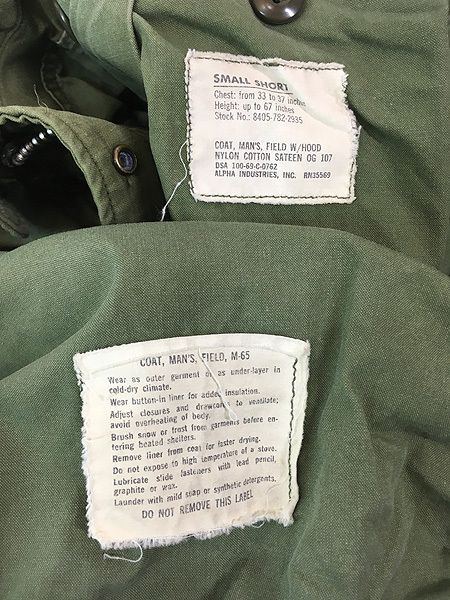 SMALL SHORT
Chest: from 33 to 37 inches
Height: up to 67 inches
Stock No.: 8405-782-2935
COAT, MAN'S, FIELD W/HOOD
NYLON COTTON SATEEN OG 107
DSA 100-69-C-0762
ALPHA INDUSTRIES, INC. RN35569
COAT, MAN'S, FIELD, M-65
Wear as outer garment or as under-layer in
cold-dry climate.
Wear button-in liner for added insulation.
Adjust closures and drawcords to ventilate;
avoid overheating of body.
Brush snow or frost from garments before en-
tering heated shelters.
Remove liner from coat for faster drying.
Do not expose to high temperature of a stove.
Lubricate slide fasteners with lead pencil,
graphite or wax.
Launder with mild soap or synthetic detergents.
DO NOT REMOVE THIS LABEL